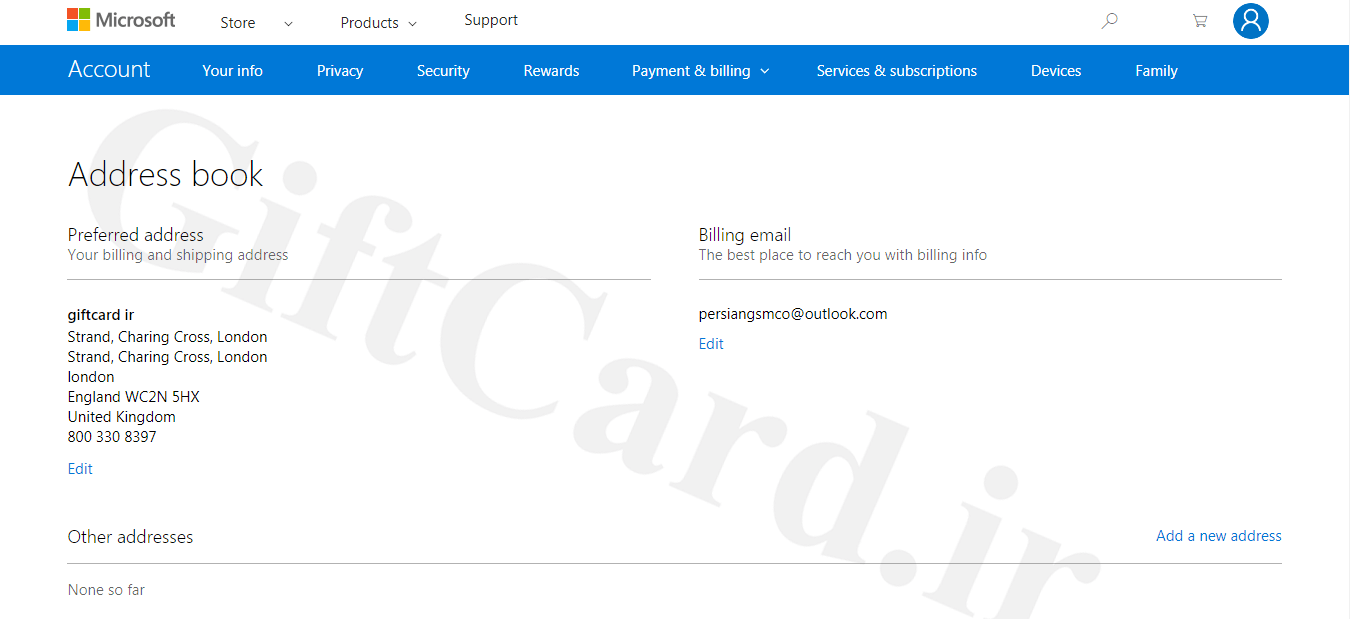 Microsoft Store Products Support
Account Your info Privacy Security Rewards Payment & billing Services & subscriptions Devices Family
Address book
Preferred address
Your billing and shipping address
giftcard ir
Strand, Charing Cross, London
Strand, Charing Cross, London
london
England WC2N 5HX
United Kingdom
800 330 8397
Edit
Billing email
The best place to reach you with billing info
persiangsmco@outlook.com
Edit
Other addresses
Add a new address
None so far
GiftCard.ir